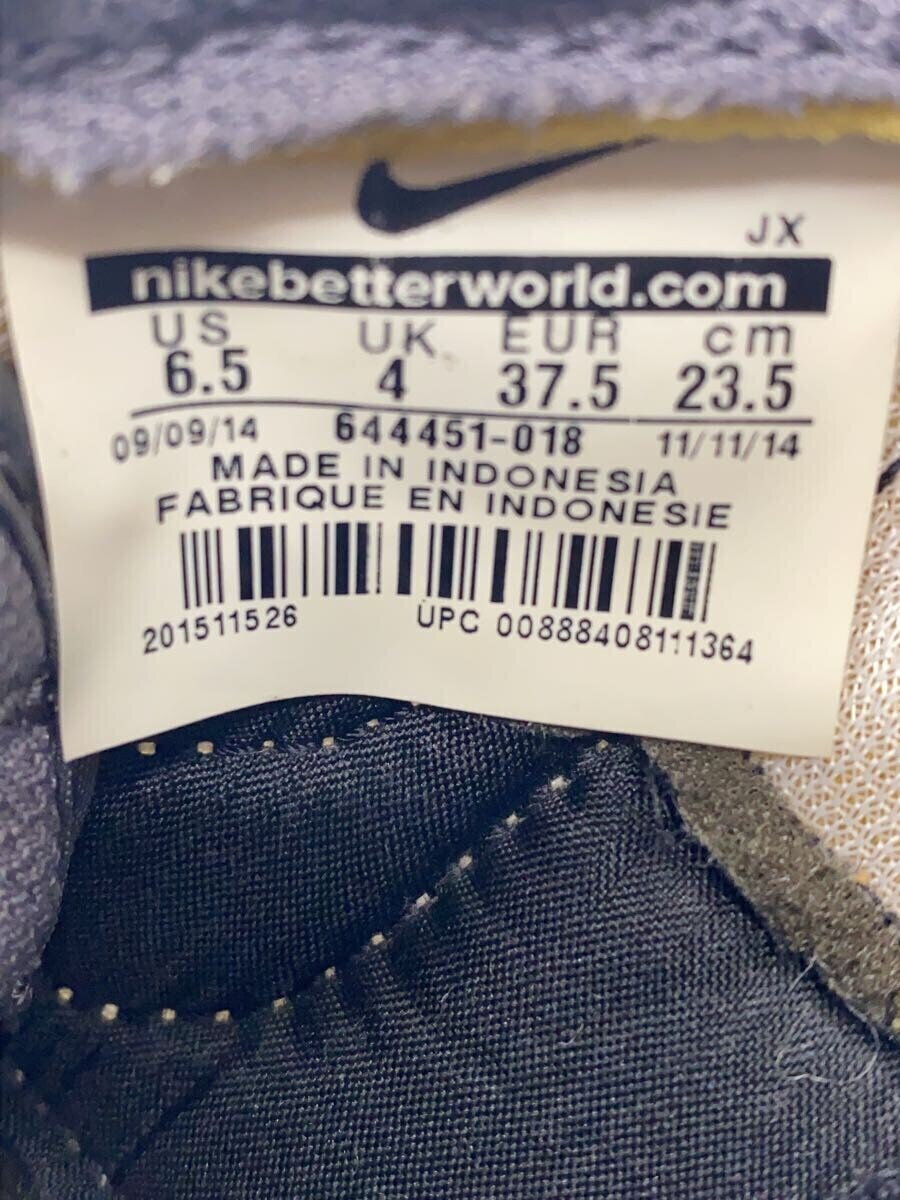 JX
nikebetterworld.com
US UK EUR cm
6.5 4 37.5 23.5
09/09/14 644451-018 11/11/14
MADE IN INDONESIA
FABRIQUE EN INDONESIE
201511526 UPC 00888408111364